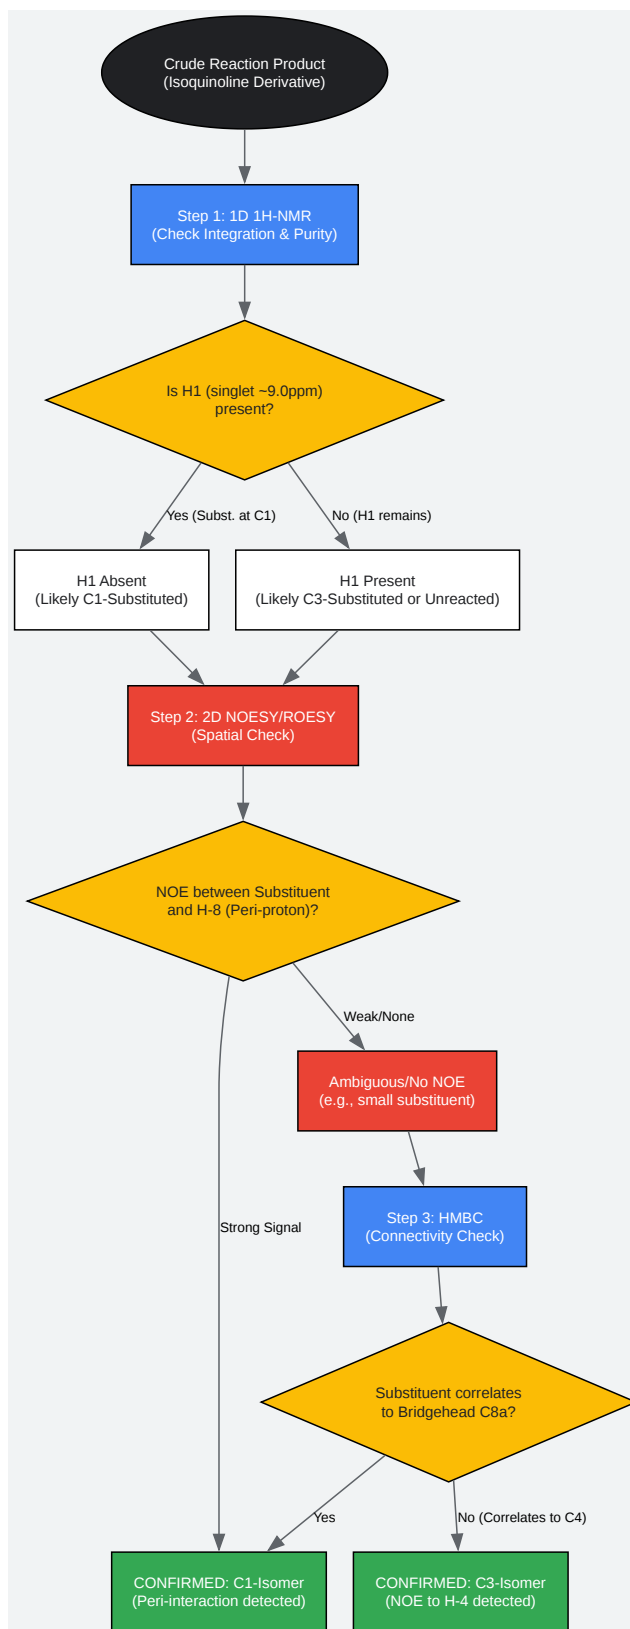 Crude Reaction Product
(Isoquinoline Derivative)
Step 1: 1D 1H-NMR
(Check Integration & Purity)
Is H1 (singlet ~9.0ppm)
present?
Yes (Subst. at C1)
No (H1 remains)
H1 Absent
(Likely C1-Substituted)
H1 Present
(Likely C3-Substituted or Unreacted)
Step 2: 2D NOESY/ROESY
(Spatial Check)
NOE between Substituent
and H-8 (Peri-proton)?
Weak/None
Ambiguous/No NOE
(e.g., small substituent)
Step 3: HMBC
(Connectivity Check)
Strong Signal
Substituent correlates
to Bridgehead C8a?
Yes
No (Correlates to C4)
CONFIRMED: C1-Isomer
(Peri-interaction detected)
CONFIRMED: C3-Isomer
(NOE to H-4 detected)